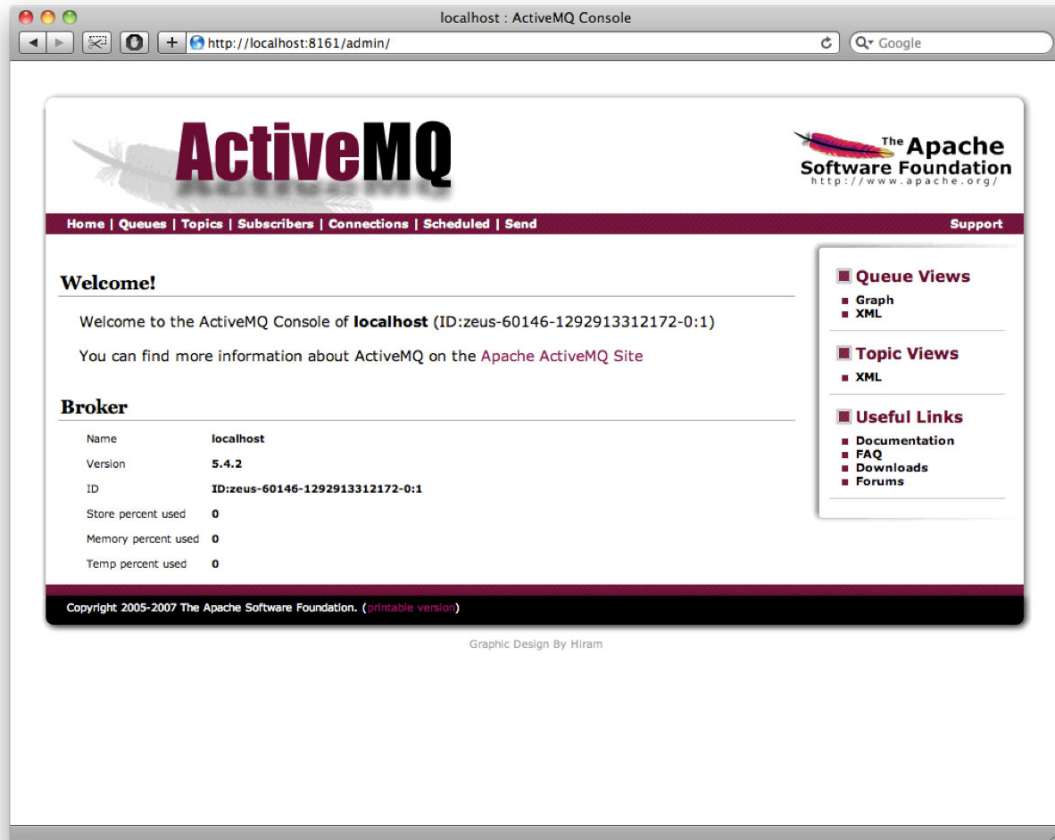 localhost : ActiveMQ Console
http://localhost:8161/admin/
Google
ActiveMQ
The Apache
Software Foundation
http://www.apache.org/
Home | Queues | Topics | Subscribers | Connections | Scheduled | Send
Support
Welcome!
Welcome to the ActiveMQ Console of localhost (ID:zeus-60146-1292913312172-0:1)
You can find more information about ActiveMQ on the Apache ActiveMQ Site
Broker
Name localhost
Version 5.4.2
ID ID:zeus-60146-1292913312172-0:1
Store percent used 0
Memory percent used 0
Temp percent used 0
Queue Views
Graph
XML
Topic Views
XML
Useful Links
Documentation
FAQ
Downloads
Forums
Copyright 2005-2007 The Apache Software Foundation. (printable version)
Graphic Design By Hiram